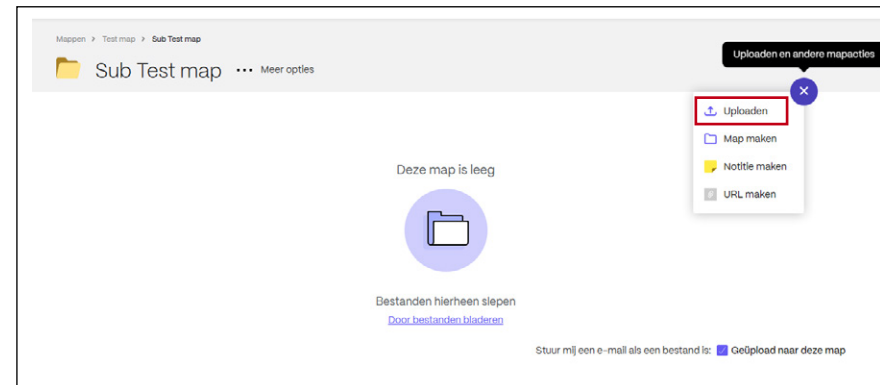 Mappen > Test map > Sub Test map
Sub Test map ••• Meer opties
Uploaden en andere mapacties
Uploaden
Map maken
Notitie maken
URL maken
Deze map is leeg
Bestanden hierheen slepen
Door bestanden bladeren
Stuur mij een e-mail als een bestand is: Geüpload naar deze map